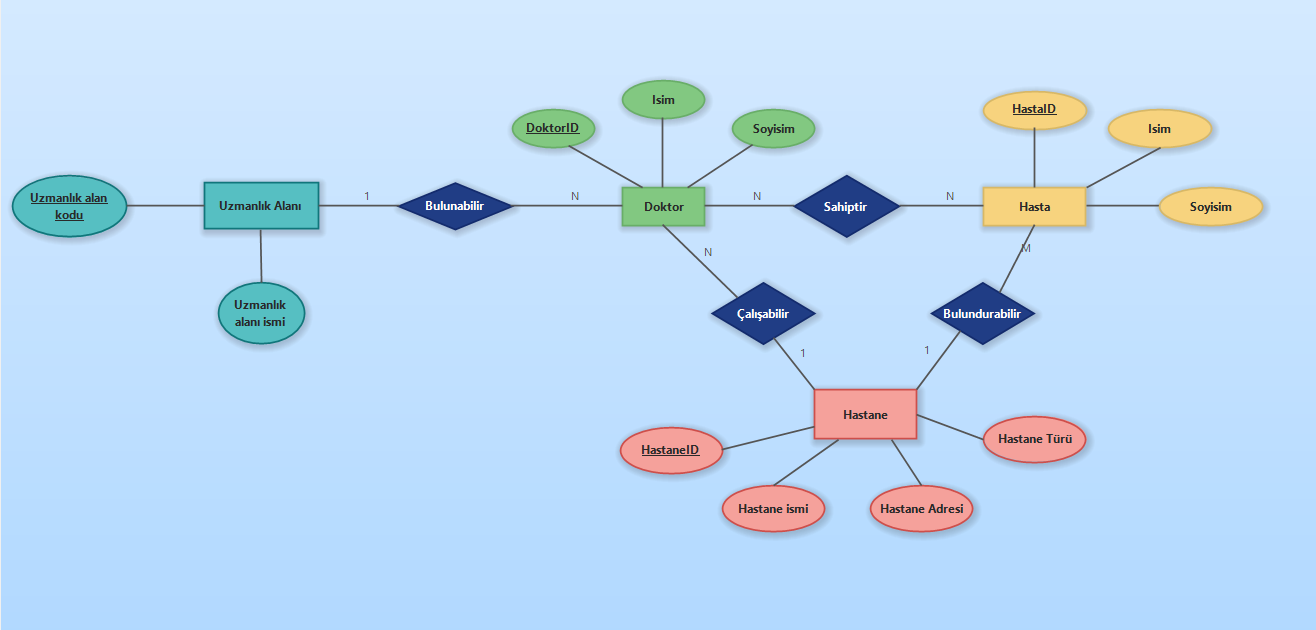 Isim
HastaID
DoktorID
Soyisim
Isim
Uzmanlık alan
kodu
Uzmanlık Alanı
1
Bulunabilir
N
Doktor
N
Sahiptir
N
Hasta
Soyisim
N
M
Uzmanlık
alanı ismi
Çalışabilir
Bulundurabilir
1
1
Hastane
Hastane Türü
HastaneID
Hastane ismi
Hastane Adresi